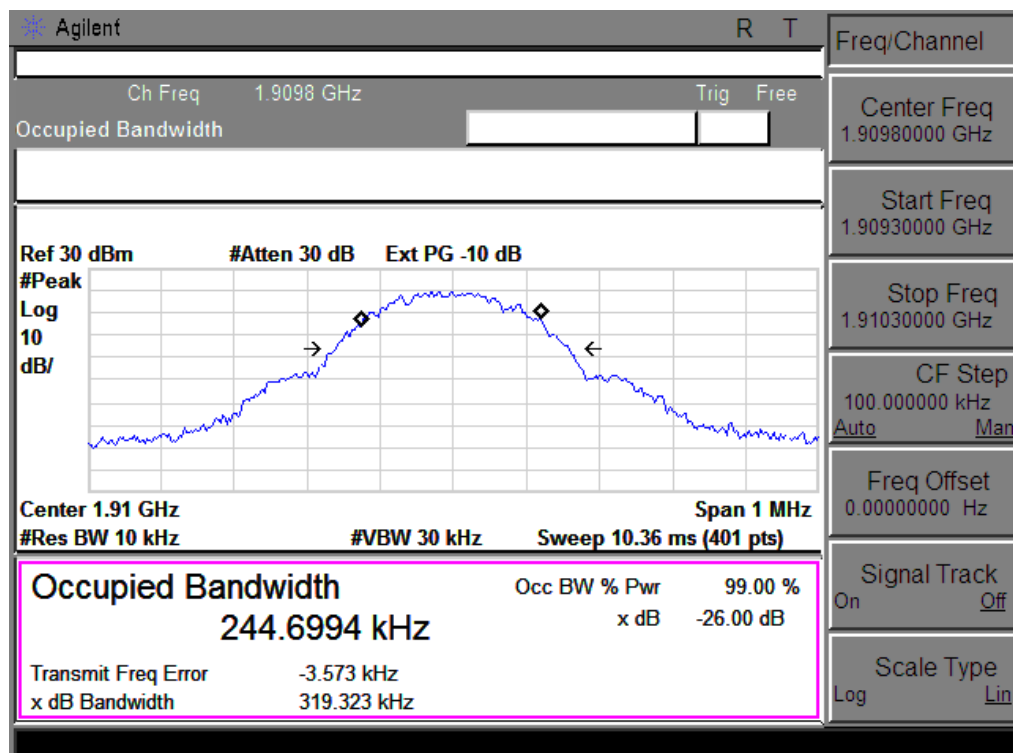 Agilent R T
Ch Freq 1.9098 GHz Trig Free
Occupied Bandwidth
Ref 30 dBm #Atten 30 dB Ext PG -10 dB
#Peak
Log
10
dB/
Center 1.91 GHz Span 1 MHz
#Res BW 10 kHz #VBW 30 kHz Sweep 10.36 ms (401 pts)
Occupied Bandwidth Occ BW % Pwr 99.00 %
244.6994 kHz x dB -26.00 dB
Transmit Freq Error -3.573 kHz
x dB Bandwidth 319.323 kHz
Freq/Channel
Center Freq
1.90980000 GHz
Start Freq
1.90930000 GHz
Stop Freq
1.91030000 GHz
CF Step
100.000000 kHz
Auto Man
Freq Offset
0.00000000 Hz
Signal Track
On Off
Scale Type
Log Lin